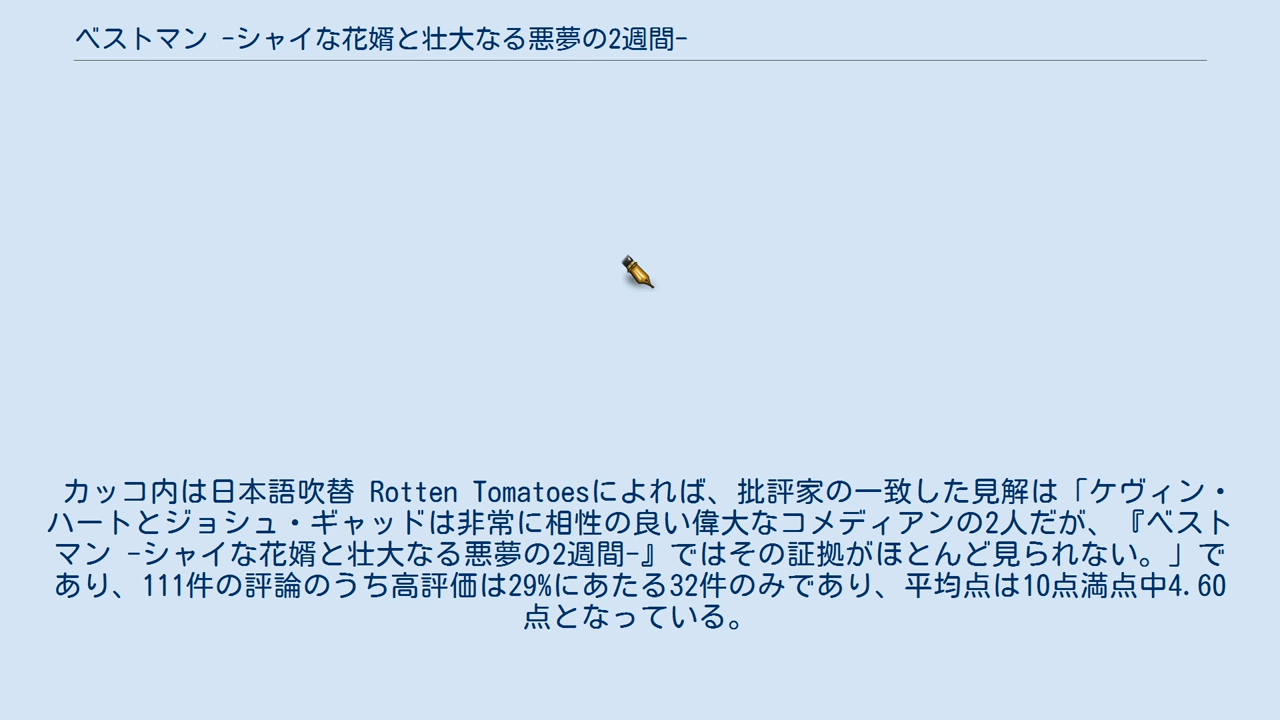 ベストマン -シャイな花婿と壮大なる悪夢の2週間-
カッコ内は日本語吹替 Rotten Tomatoesによれば、批評家の一致した見解は「ケヴィン・
ハートとジョシュ・ギャッドは非常に相性の良い偉大なコメディアンの2人だが、『ベスト
マン -シャイな花婿と壮大なる悪夢の2週間-』ではその証拠がほとんど見られない。」で
あり、111件の評論のうち高評価は29%にあたる32件のみであり、平均点は10点満点中4.60
点となっている。